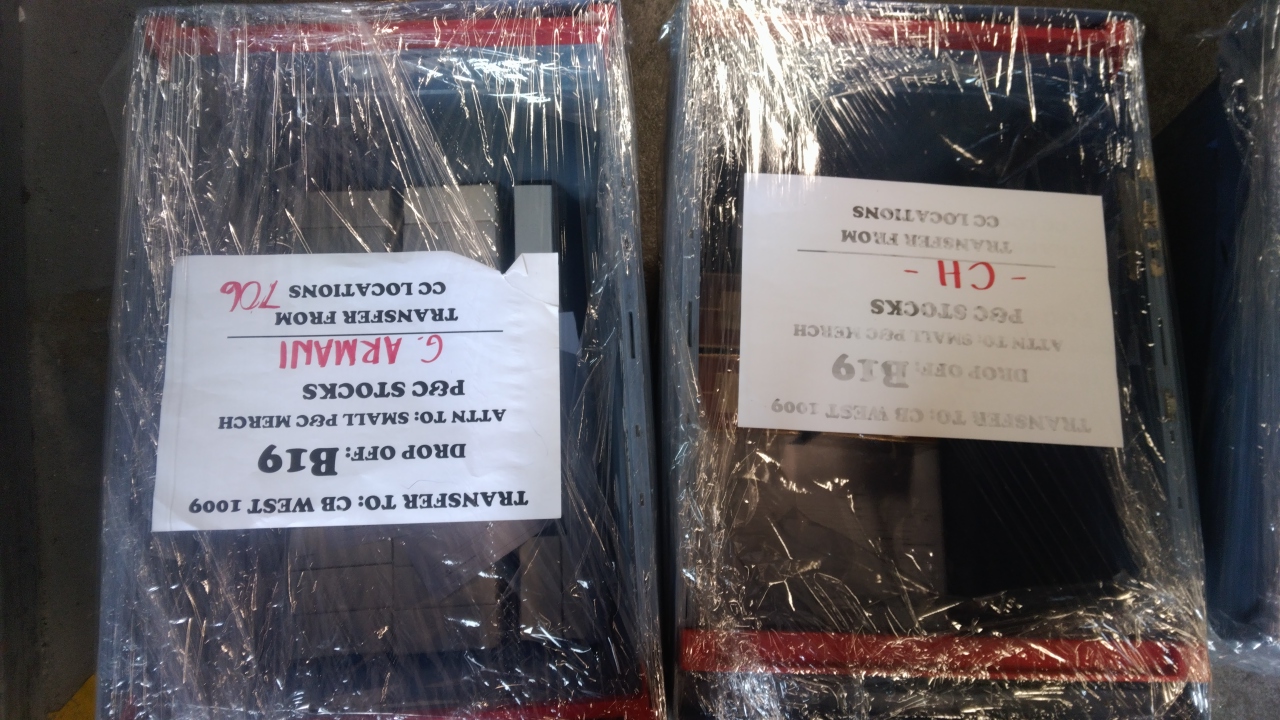 TRANSFER TO: CB WEST 1009
DROP OFF: B19
ATTN TO: SMALL P&C MERCH
P&C STOCKS
G. ARMANI
TRANSFER FROM
CC LOCATIONS 706
TRANSFER TO: CB WEST 1009
DROP OFF: B19
ATTN TO: SMALL P&C MERCH
P&C STOCKS
- CH -
TRANSFER FROM
CC LOCATIONS